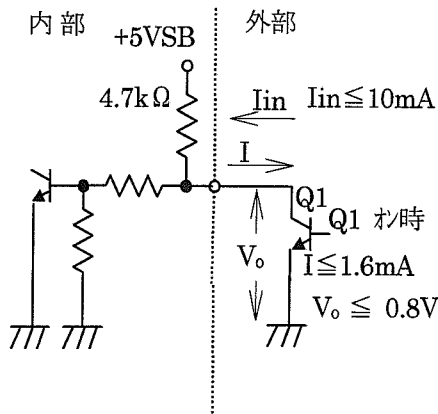 内部
外部
+5VSB
4.7kΩ
Iin
Iin≦10mA
I
Q1
Q1 ｵﾝ時
Vo
I≦1.6mA
Vo ≦ 0.8V